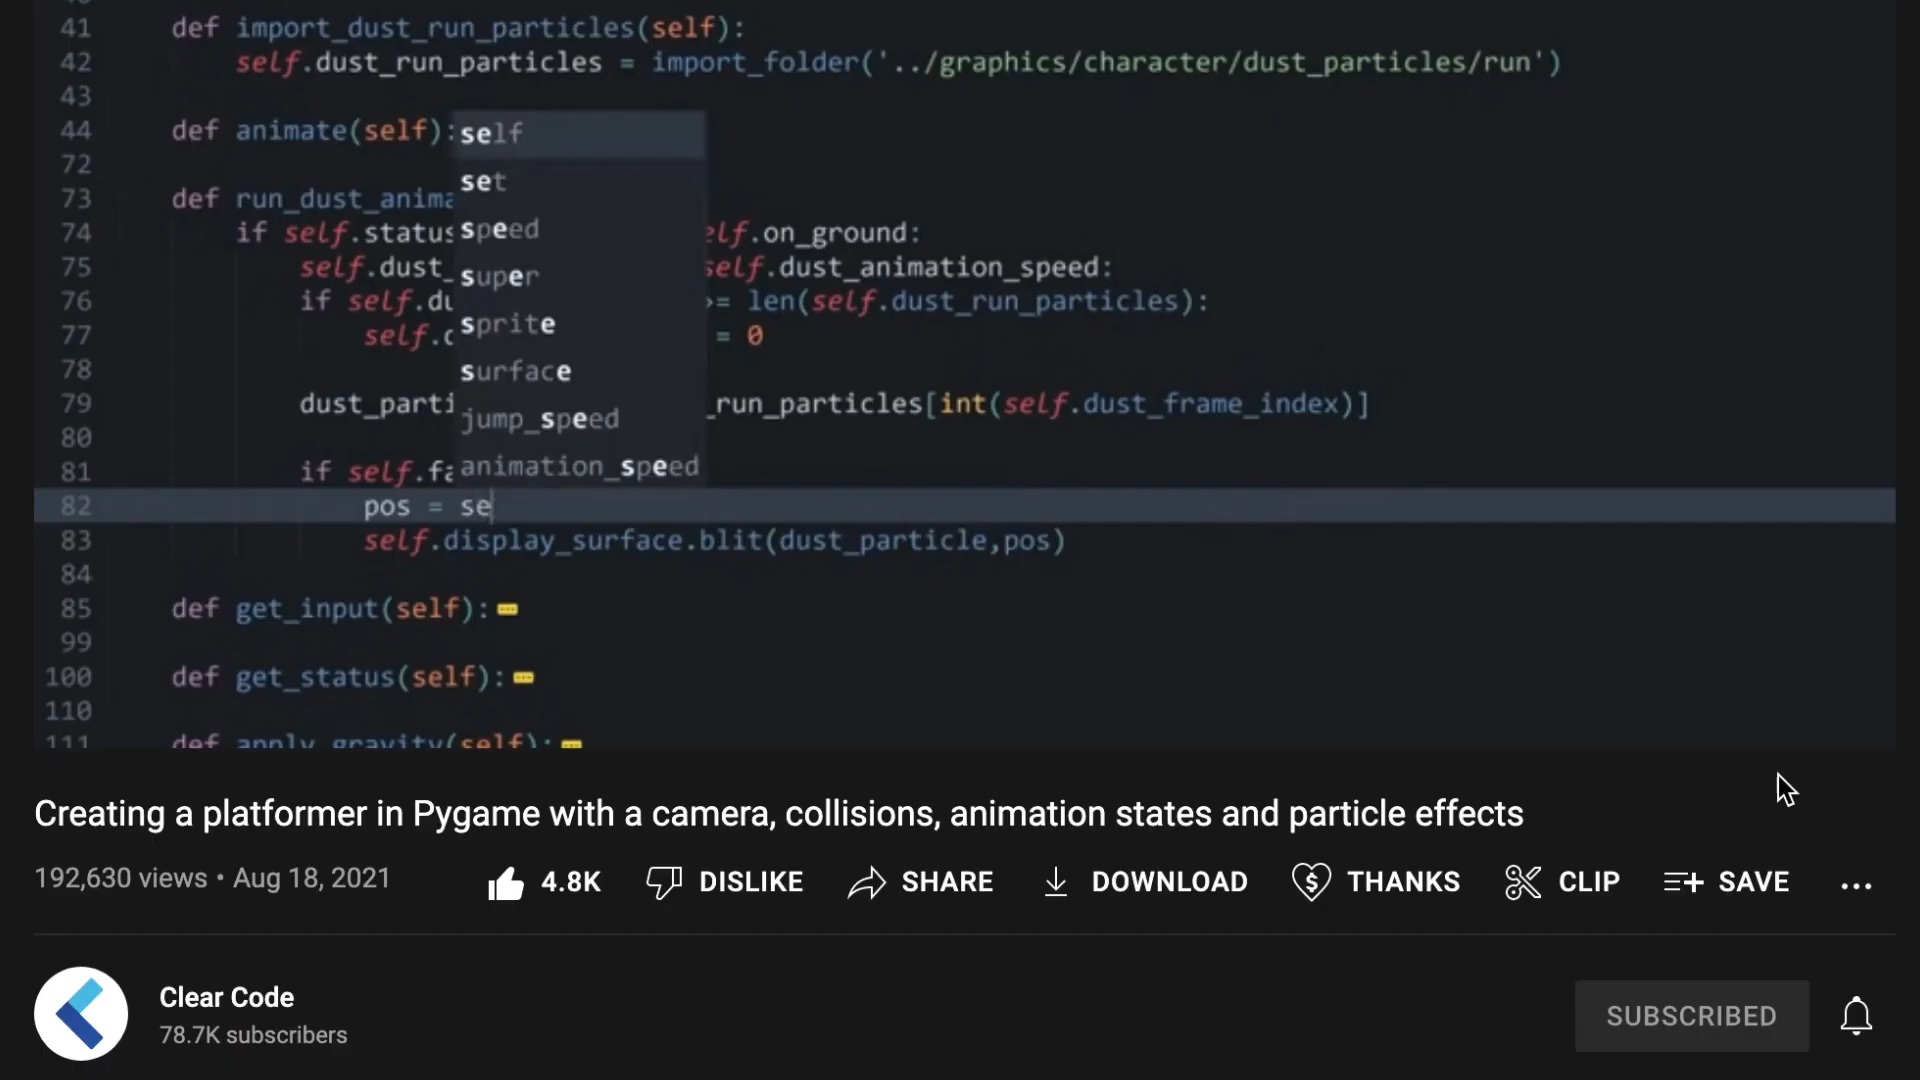 41 def import_dust_run_particles(self):
42 self.dust_run_particles = import_folder('../graphics/character/dust_particles/run')
43
44 def animate(self):
72
73 def run_dust_anima
74 if self.status elf.on_ground:
75 self.dust_ self.dust_animation_speed:
76 if self.du >= len(self.dust_run_particles):
77 self.d = 0
78
79 dust_parti _run_particles[int(self.dust_frame_index)]
80
81 if self.fa
82 pos = se
83 self.display_surface.blit(dust_particle,pos)
84
85 def get_input(self):
99
100 def get_status(self):
110
111 def apply_gravity(self):
self
set
speed
super
sprite
surface
jump_speed
animation_speed
Creating a platformer in Pygame with a camera, collisions, animation states and particle effects
192,630 views • Aug 18, 2021 4.8K DISLIKE SHARE DOWNLOAD THANKS CLIP SAVE ...
Clear Code
78.7K subscribers
SUBSCRIBED